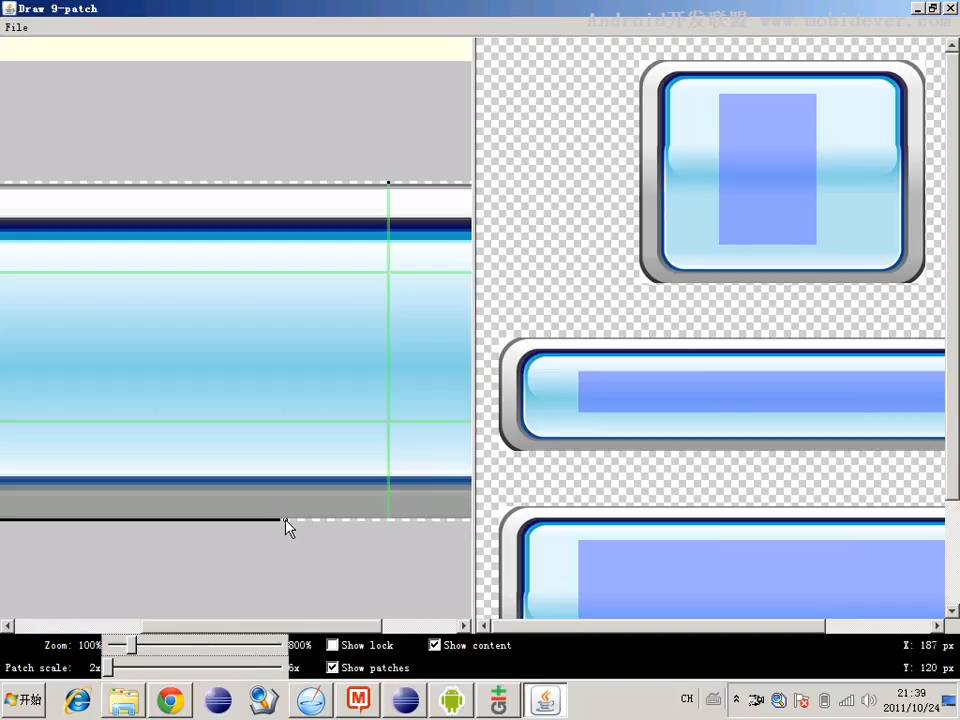 Draw 9-patch
Android开发联盟 www.mobidever.com
File
Zoom: 100%
800%
Show lock
Show content
X: 187 px
Patch scale: 2x
6x
Show patches
Y: 120 px
开始
git
CH
21:39
2011/10/24